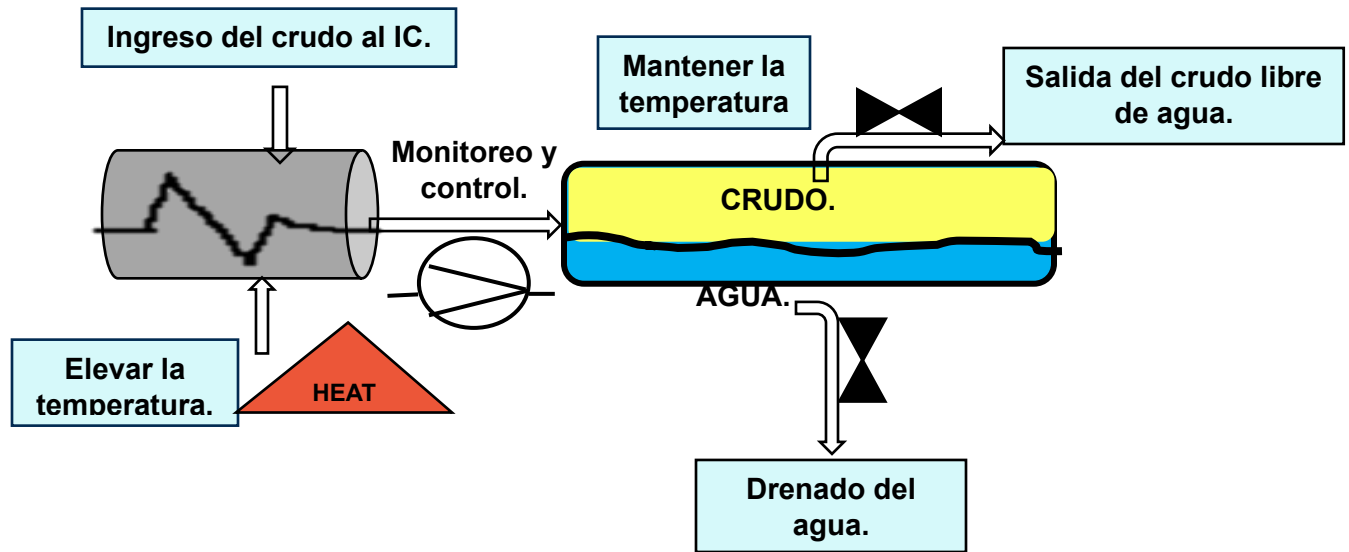 Ingreso del crudo al IC.
Mantener la
temperatura
Salida del crudo libre
de agua.
Monitoreo y
control.
CRUDO.
AGUA.
Elevar la
temperatura.
HEAT
Drenado del
agua.